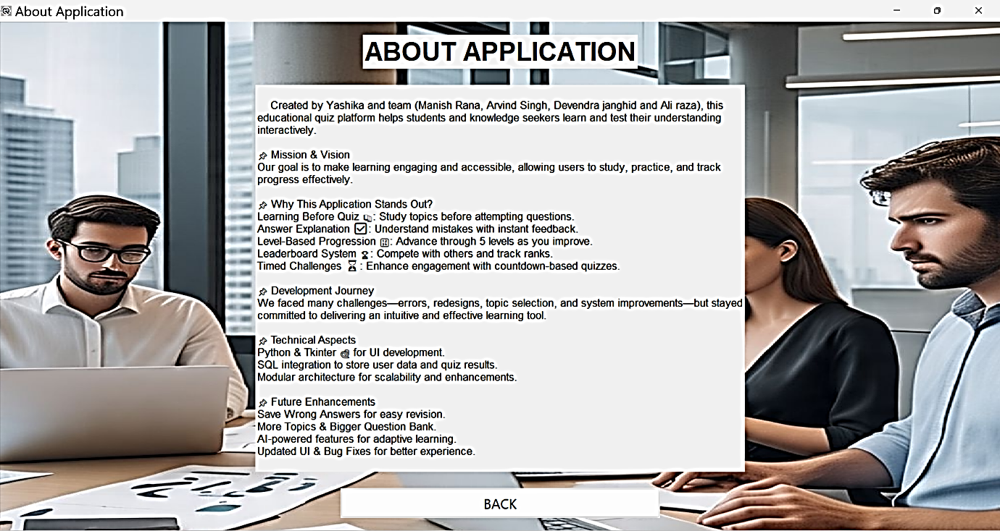 About Application
ABOUT APPLICATION
Created by Yashika and team (Manish Rana, Arvind Singh, Devendra janghid and Ali raza), this
educational quiz platform helps students and knowledge seekers learn and test their understanding
interactively.
📌 Mission & Vision
Our goal is to make learning engaging and accessible, allowing users to study, practice, and track
progress effectively.
📌 Why This Application Stands Out?
Learning Before Quiz : Study topics before attempting questions.
Answer Explanation ✅: Understand mistakes with instant feedback.
Level-Based Progression : Advance through 5 levels as you improve.
Leaderboard System 🏆: Compete with others and track ranks.
Timed Challenges ⏳: Enhance engagement with countdown-based quizzes.
📌 Development Journey
We faced many challenges—errors, redesigns, topic selection, and system improvements—but stayed
committed to delivering an intuitive and effective learning tool.
📌 Technical Aspects
Python & Tkinter for UI development.
SQL integration to store user data and quiz results.
Modular architecture for scalability and enhancements.
📌 Future Enhancements
Save Wrong Answers for easy revision.
More Topics & Bigger Question Bank.
AI-powered features for adaptive learning.
Updated UI & Bug Fixes for better experience.
BACK